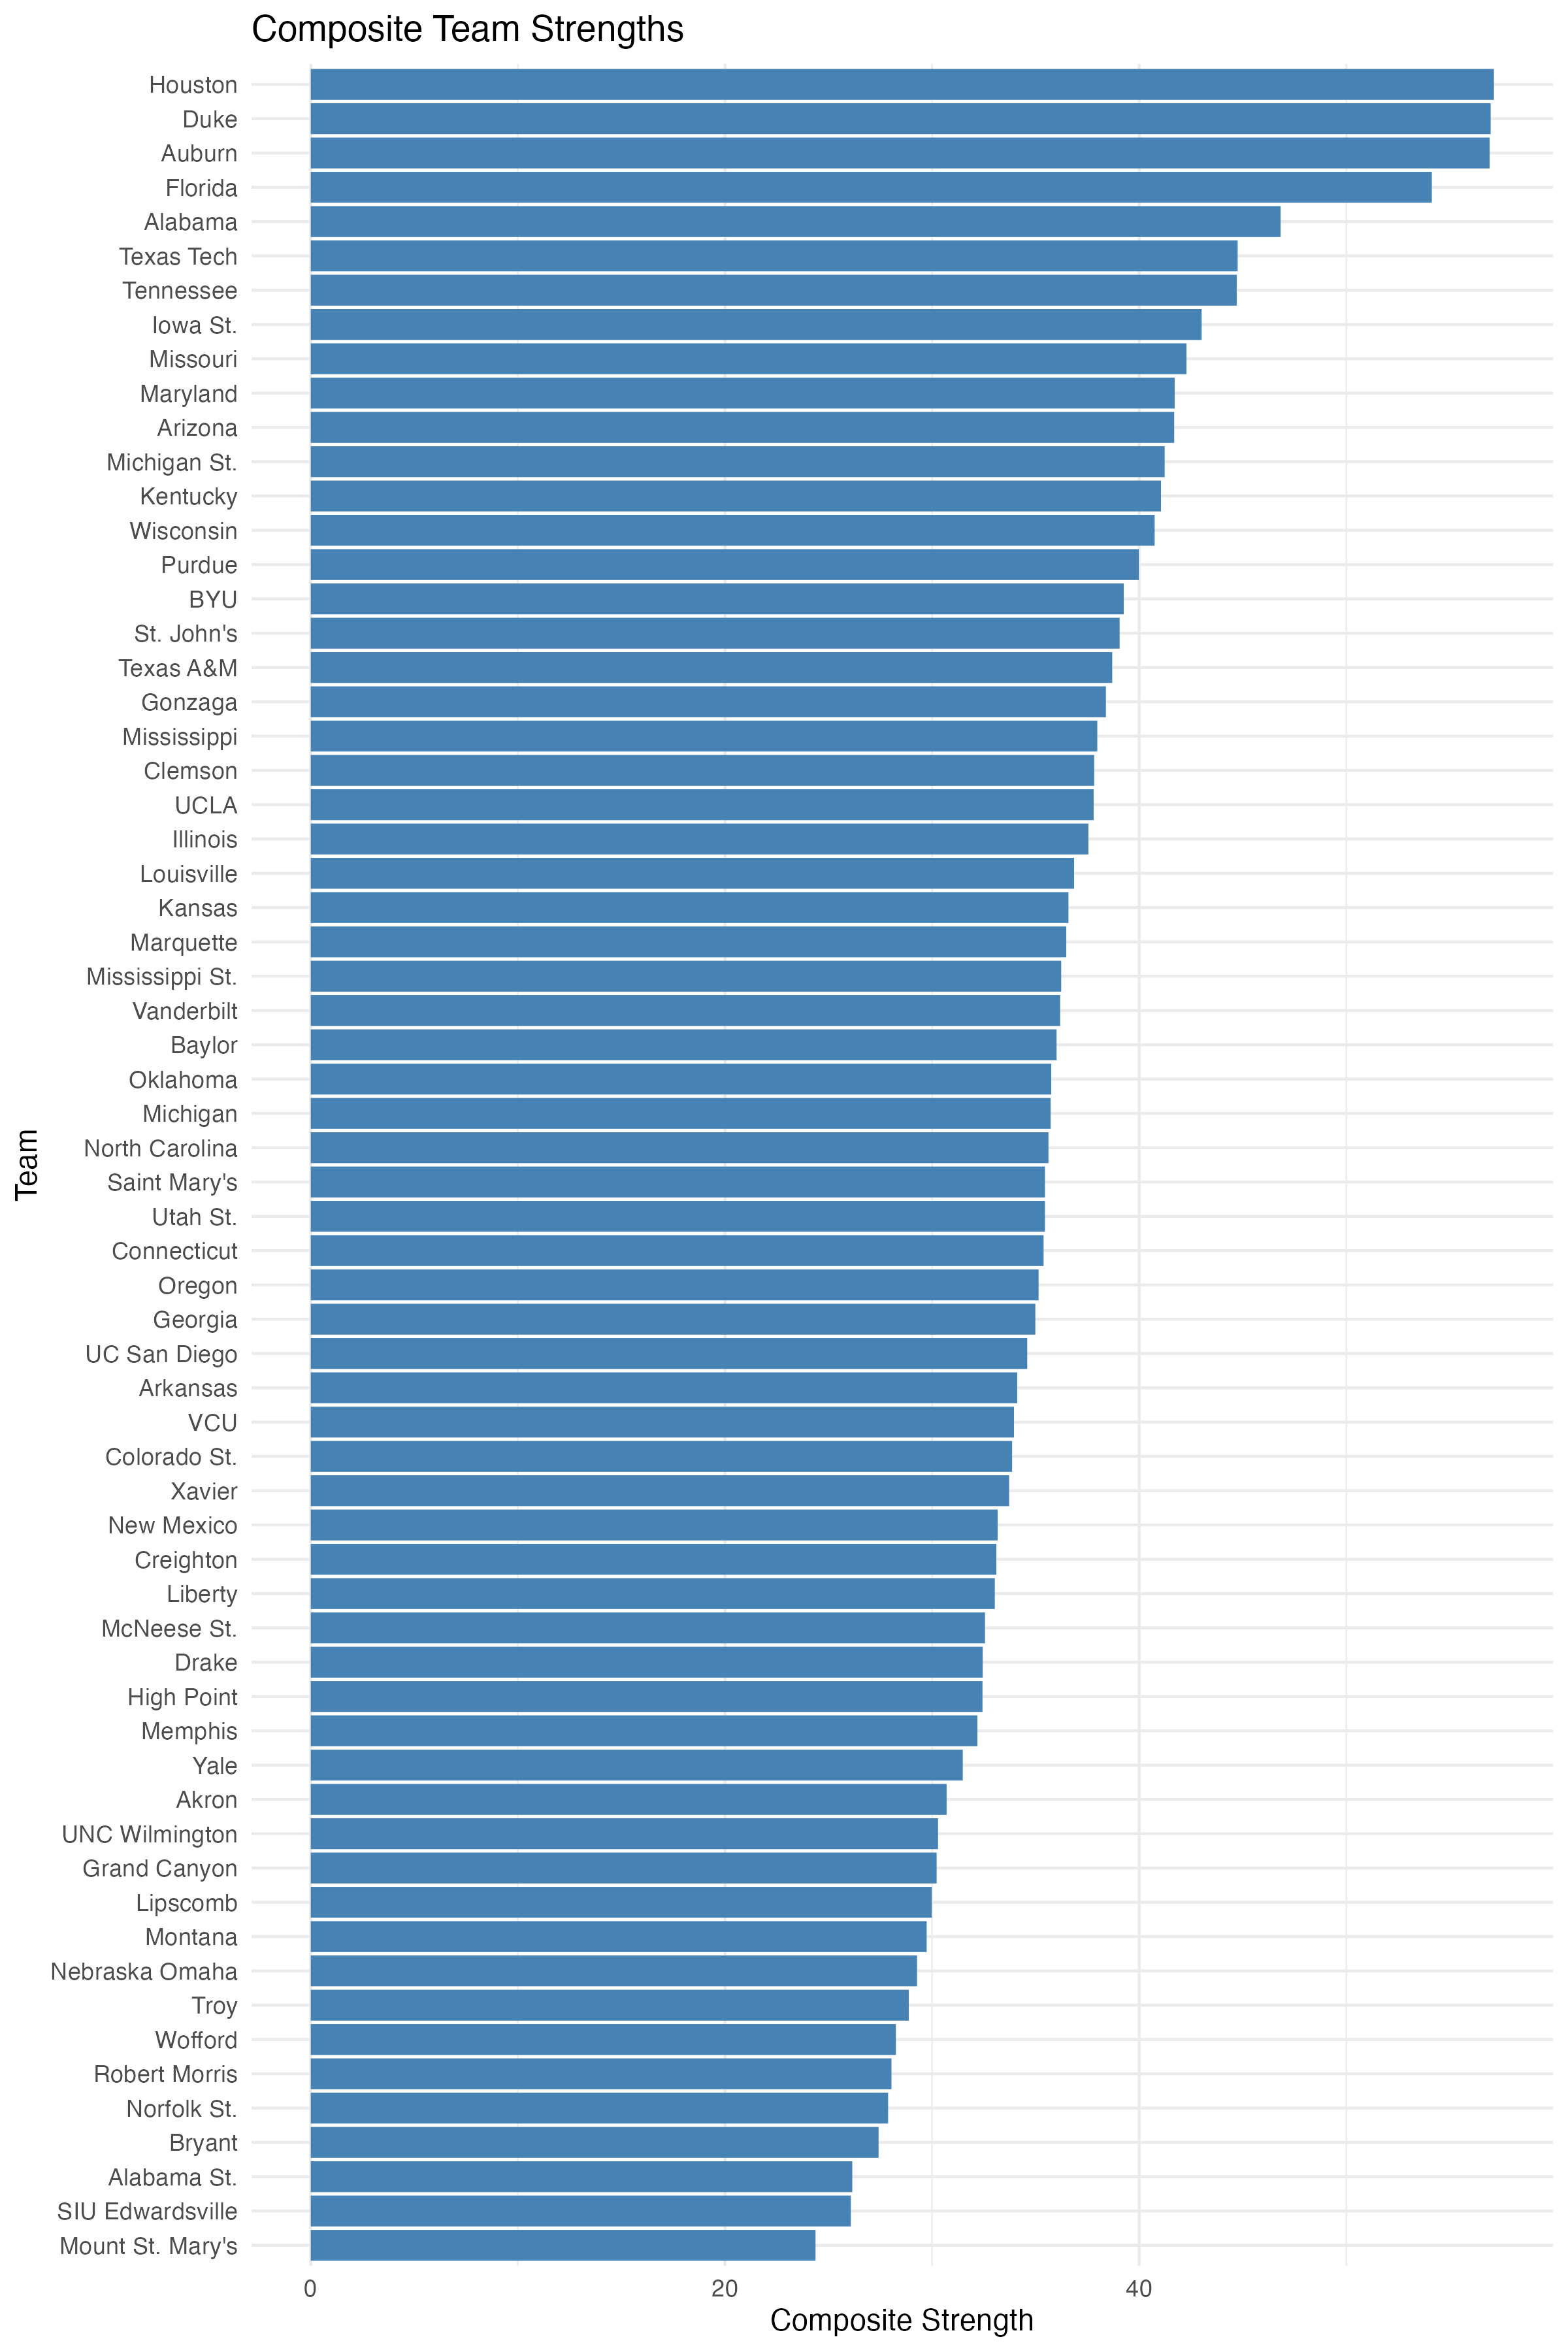 Composite Team Strengths
Houston
Duke
Auburn
Florida
Alabama
Texas Tech
Tennessee
Iowa St.
Missouri
Maryland
Arizona
Michigan St.
Kentucky
Wisconsin
Purdue
BYU
St. John's
Texas A&M
Gonzaga
Mississippi
Clemson
UCLA
Illinois
Louisville
Kansas
Marquette
Mississippi St.
Vanderbilt
Baylor
Oklahoma
Michigan
North Carolina
Saint Mary's
Utah St.
Connecticut
Oregon
Georgia
UC San Diego
Arkansas
VCU
Colorado St.
Xavier
New Mexico
Creighton
Liberty
McNeese St.
Drake
High Point
Memphis
Yale
Akron
UNC Wilmington
Grand Canyon
Lipscomb
Montana
Nebraska Omaha
Troy
Wofford
Robert Morris
Norfolk St.
Bryant
Alabama St.
SIU Edwardsville
Mount St. Mary's
Team
0 20 40
Composite Strength